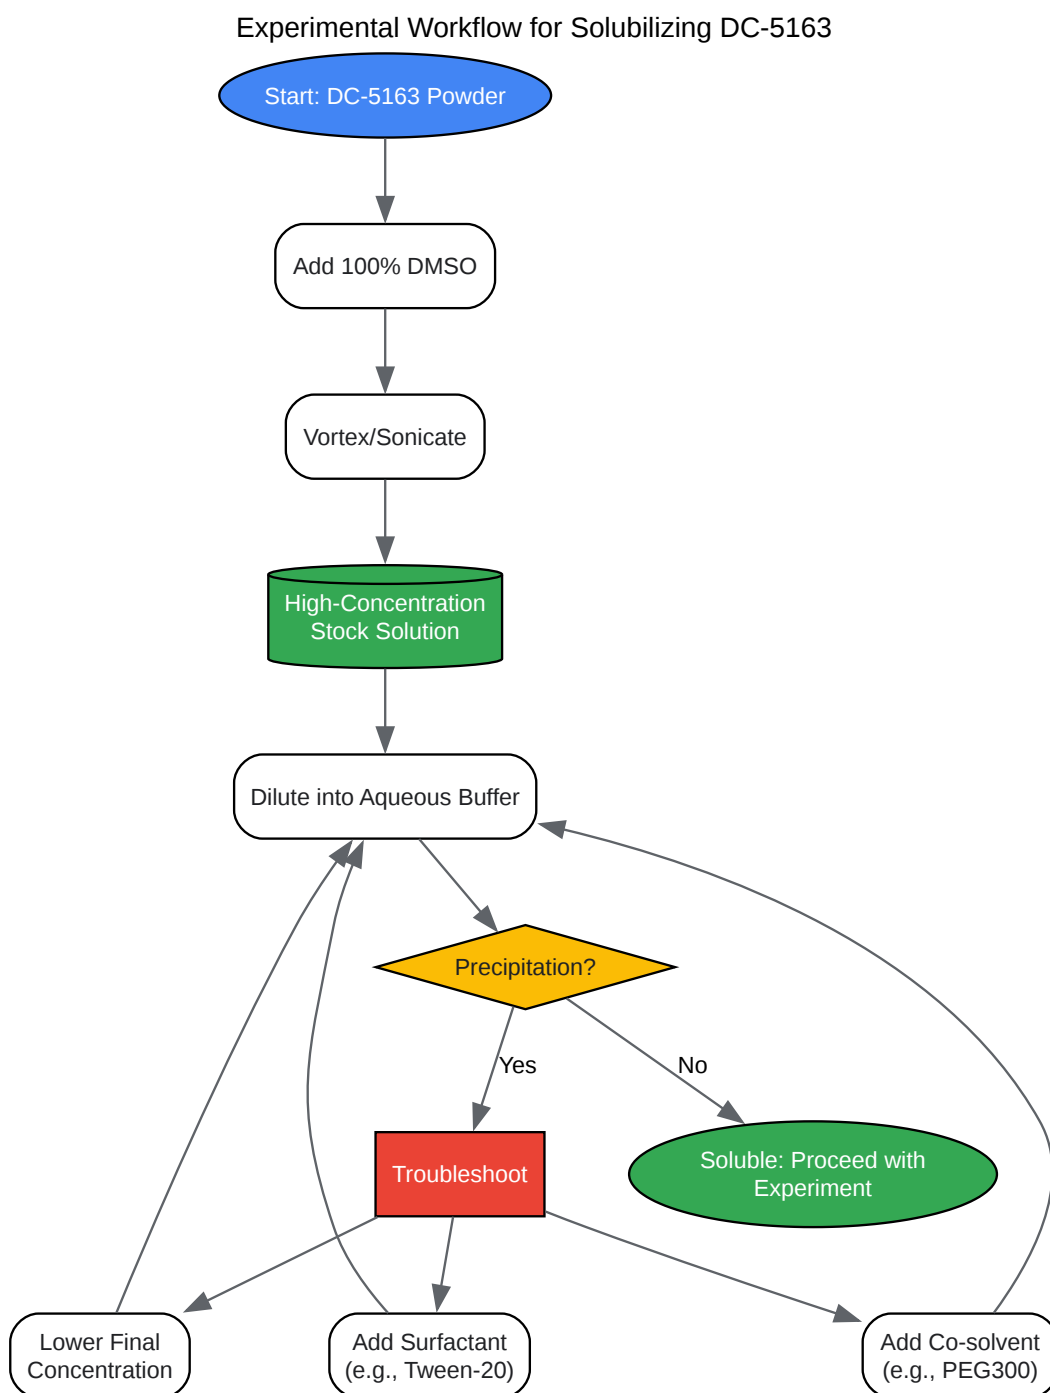 Experimental Workflow for Solubilizing DC-5163
Start: DC-5163 Powder
Add 100% DMSO
Vortex/Sonicate
High-Concentration
Stock Solution
Dilute into Aqueous Buffer
Precipitation?
Yes
No
Troubleshoot
Soluble: Proceed with
Experiment
Lower Final
Concentration
Add Surfactant
(e.g., Tween-20)
Add Co-solvent
(e.g., PEG300)